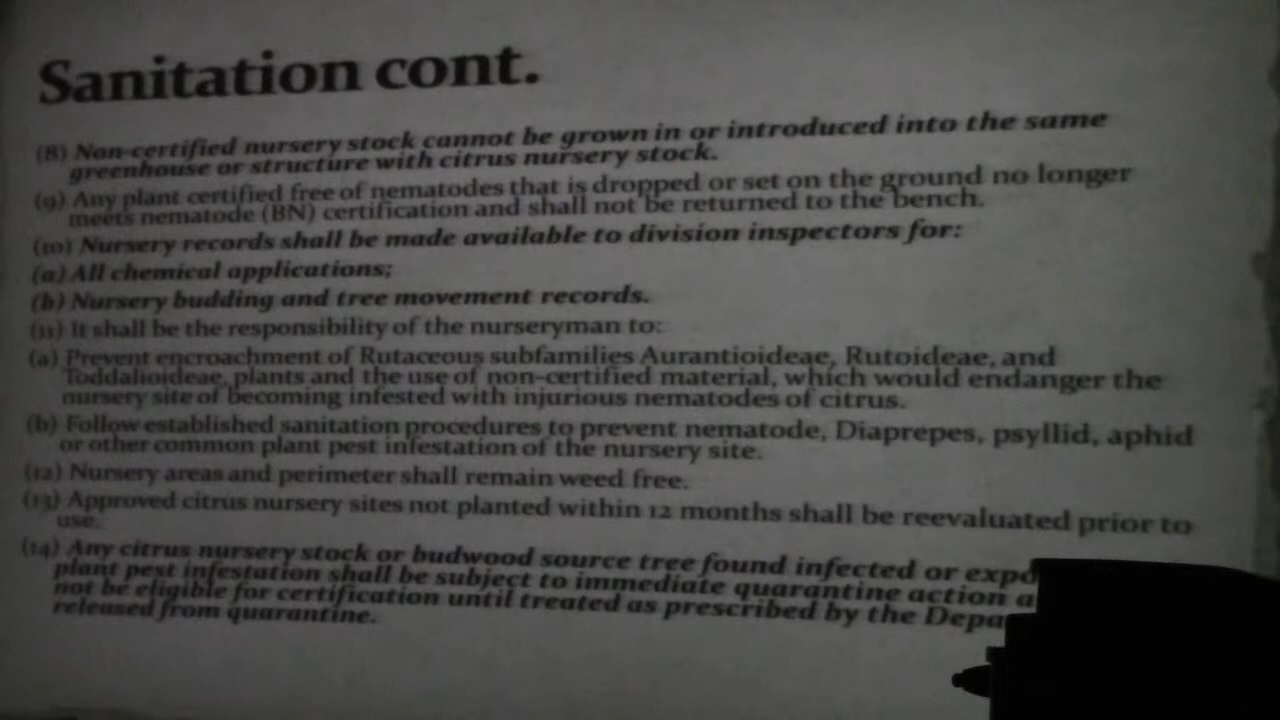 Sanitation cont.
(8) Non-certified nursery stock cannot be grown in or introduced into the same
greenhouse or structure with citrus nursery stock.
(9) Any plant certified free of nematodes that is dropped or set on the ground no longer
meets nematode (BN) certification and shall not be returned to the bench.
(10) Nursery records shall be made available to division inspectors for:
(a) All chemical applications;
(b) Nursery budding and tree movement records.
(11) It shall be the responsibility of the nurseryman to:
(a) Prevent encroachment of Rutaceous subfamilies Aurantioideae, Rutoideae, and
Toddalioideae, plants and the use of non-certified material, which would endanger the
nursery site of becoming infested with injurious nematodes of citrus.
(b) Follow established sanitation procedures to prevent nematode, Diaprepes, psyllid, aphid
or other common plant pest infestation of the nursery site.
(12) Nursery areas and perimeter shall remain weed free.
(13) Approved citrus nursery sites not planted within 12 months shall be reevaluated prior to
use.
(14) Any citrus nursery stock or budwood source tree found infected or
plant pest infestation shall be subject to immediate quarantine action
not be eligible for certification until treated as prescribed by the
released from quarantine.